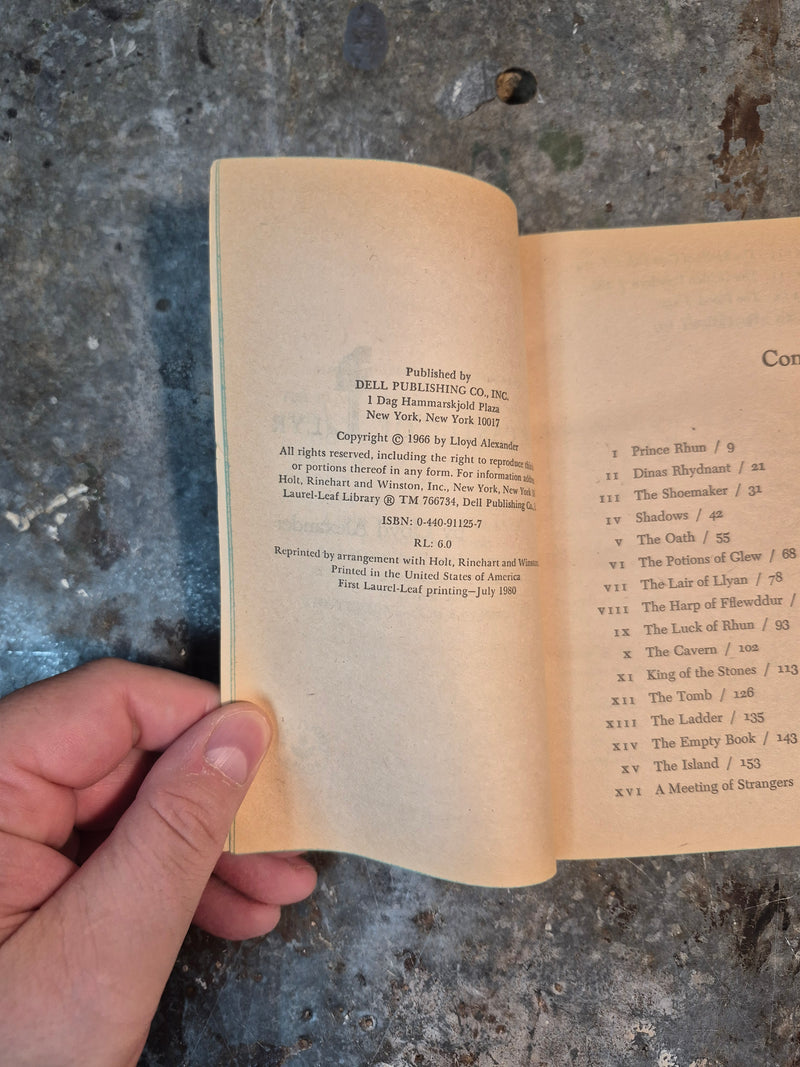 Published by
DELL PUBLISHING CO., INC.
1 Dag Hammarskjold Plaza
New York, New York 10017
Copyright © 1966 by Lloyd Alexander
All rights reserved, including the right to reproduce this
or portions thereof in any form. For information
Holt, Rinehart and Winston, Inc., New York, New York
Laurel-Leaf Library ® TM 766734, Dell Publishing Co.,
ISBN: 0-440-91125-7
RL: 6.0
Reprinted by arrangement with Holt, Rinehart and
Printed in the United States of America
First Laurel-Leaf printing—July 1980
Con
I Prince Rhun / 9
II Dinas Rhydnant / 21
III The Shoemaker / 31
IV Shadows / 42
V The Oath / 55
VI The Potions of Glew / 68
VII The Lair of Llyan / 78
VIII The Harp of Fflewddur /
IX The Luck of Rhun / 93
X The Cavern / 102
XI King of the Stones / 113
XII The Tomb / 126
XIII The Ladder / 135
XIV The Empty Book / 143
XV The Island / 153
XVI A Meeting of Strangers